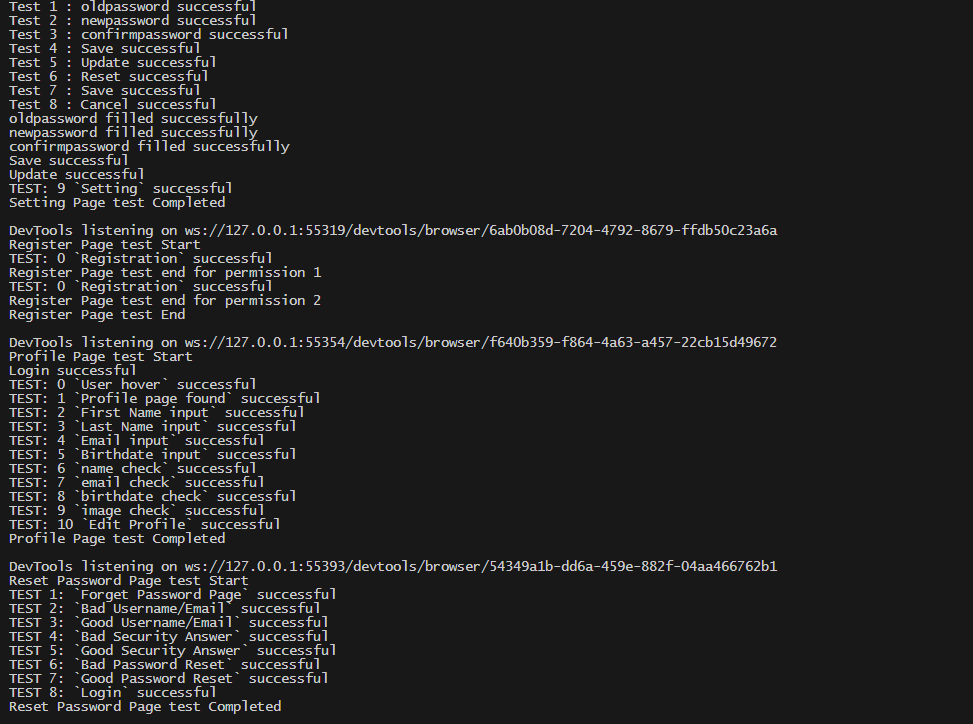 Test 1 : oldpassword successful
Test 2 : newpassword successful
Test 3 : confirmpassword successful
Test 4 : Save successful
Test 5 : Update successful
Test 6 : Reset successful
Test 7 : Save successful
Test 8 : Cancel successful
oldpassword filled successfully
newpassword filled successfully
confirmpassword filled successfully
Save successful
Update successful
TEST: 9 `Setting` successful
Setting Page test Completed

DevTools listening on ws://127.0.0.1:55319/devtools/browser/6ab0b08d-7204-4792-8679-ffdb50c23a6a
Register Page test Start
TEST: 0 `Registration` successful
Register Page test end for permission 1
TEST: 0 `Registration` successful
Register Page test end for permission 2
Register Page test End

DevTools listening on ws://127.0.0.1:55354/devtools/browser/f640b359-f864-4a63-a457-22cb15d49672
Profile Page test Start
Login successful
TEST: 0 `User hover` successful
TEST: 1 `Profile page found` successful
TEST: 2 `First Name input` successful
TEST: 3 `Last Name input` successful
TEST: 4 `Email input` successful
TEST: 5 `Birthdate input` successful
TEST: 6 `name check` successful
TEST: 7 `email check` successful
TEST: 8 `birthdate check` successful
TEST: 9 `image check` successful
TEST: 10 `Edit Profile` successful
Profile Page test Completed

DevTools listening on ws://127.0.0.1:55393/devtools/browser/54349a1b-dd6a-459e-882f-04aa466762b1
Reset Password Page test Start
TEST 1: `Forget Password Page` successful
TEST 2: `Bad Username/Email` successful
TEST 3: `Good Username/Email` successful
TEST 4: `Bad Security Answer` successful
TEST 5: `Good Security Answer` successful
TEST 6: `Bad Password Reset` successful
TEST 7: `Good Password Reset` successful
TEST 8: `Login` successful
Reset Password Page test Completed